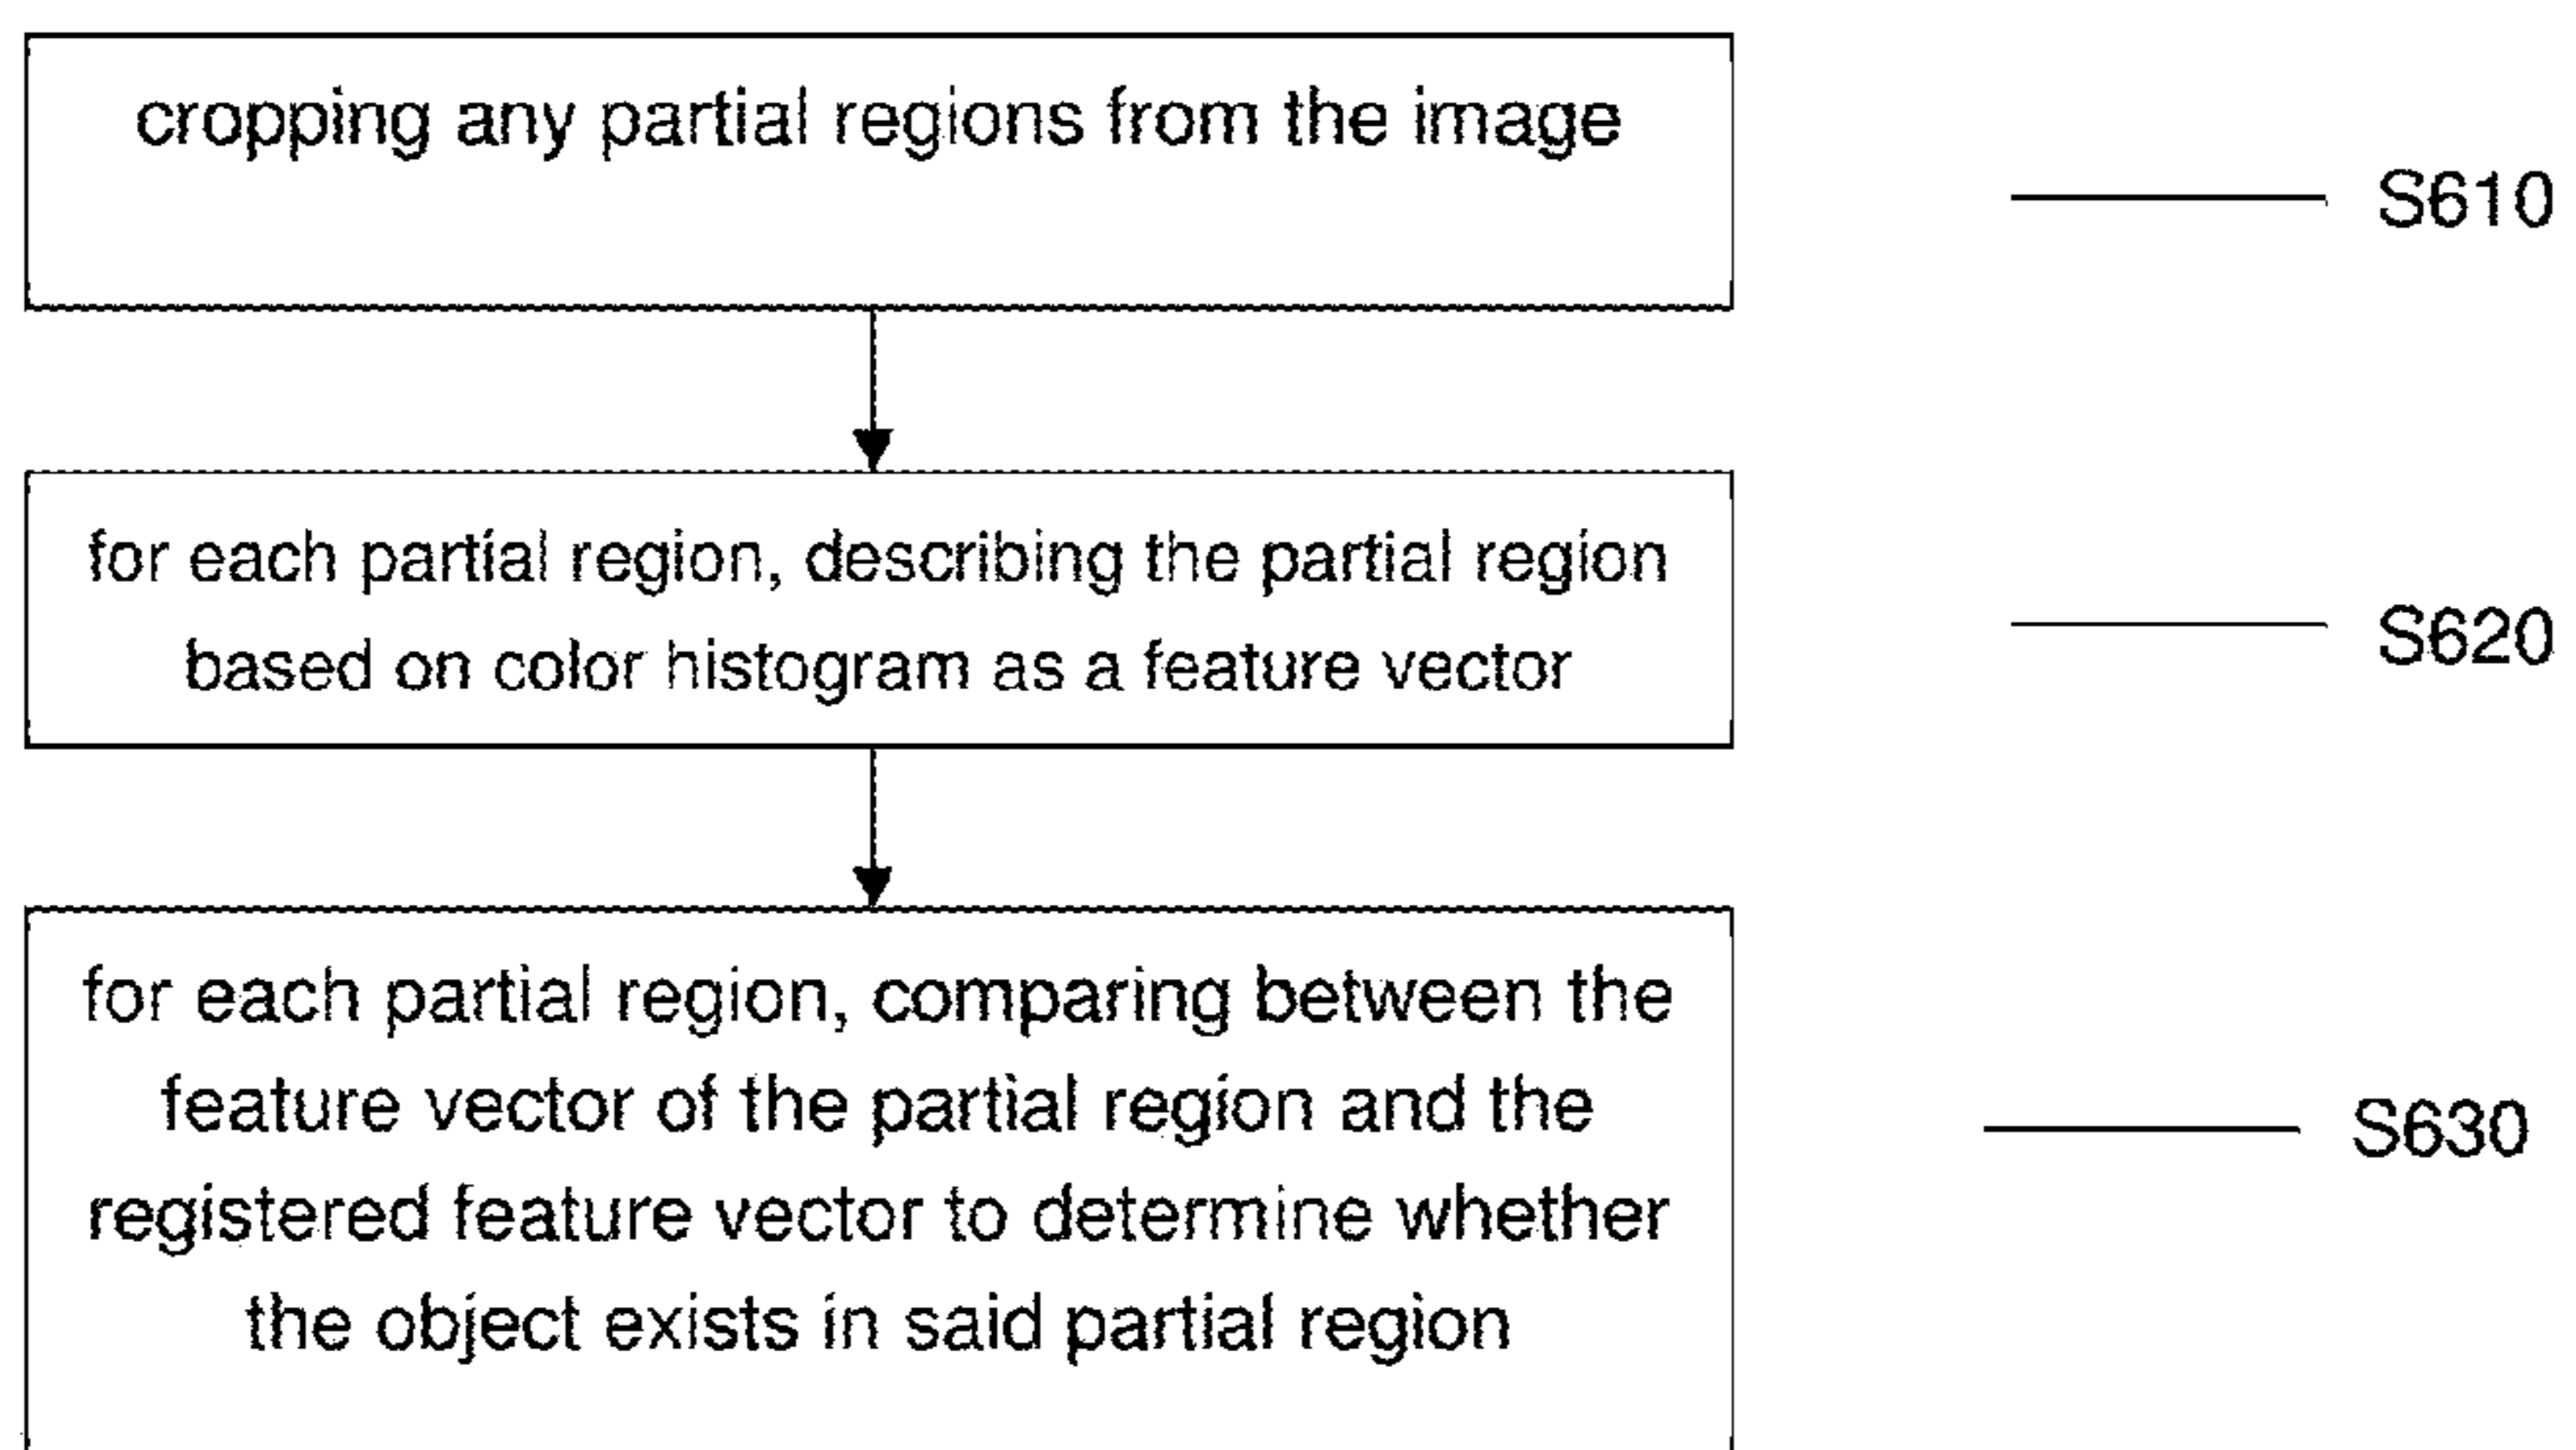 cropping any partial regions from the image
S610
for each partial region, describing the partial region
based on color histogram as a feature vector
S620
for each partial region, comparing between the
feature vector of the partial region and the
registered feature vector to determine whether
the object exists in said partial region
S630